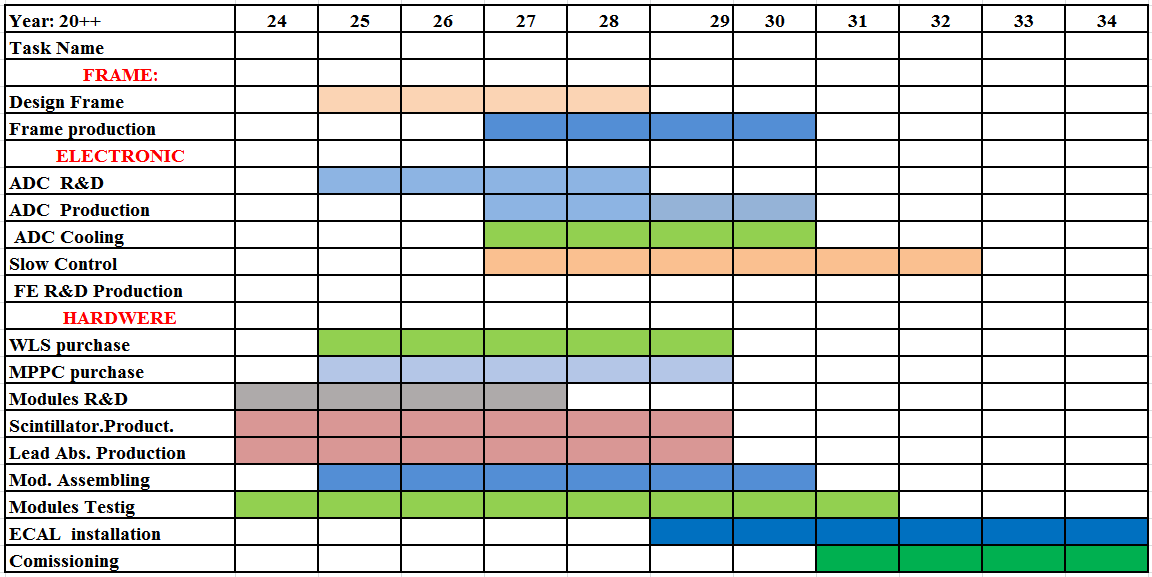 Year: 20++ 24 25 26 27 28 29 30 31 32 33 34
Task Name
FRAME:
Design Frame
Frame production
ELECTRONIC
ADC R&D
ADC Production
ADC Cooling
Slow Control
FE R&D Production
HARDWERE
WLS purchase
MPPC purchase
Modules R&D
Scintillator.Product.
Lead Abs. Production
Mod. Assembling
Modules Testig
ECAL installation
Comissioning